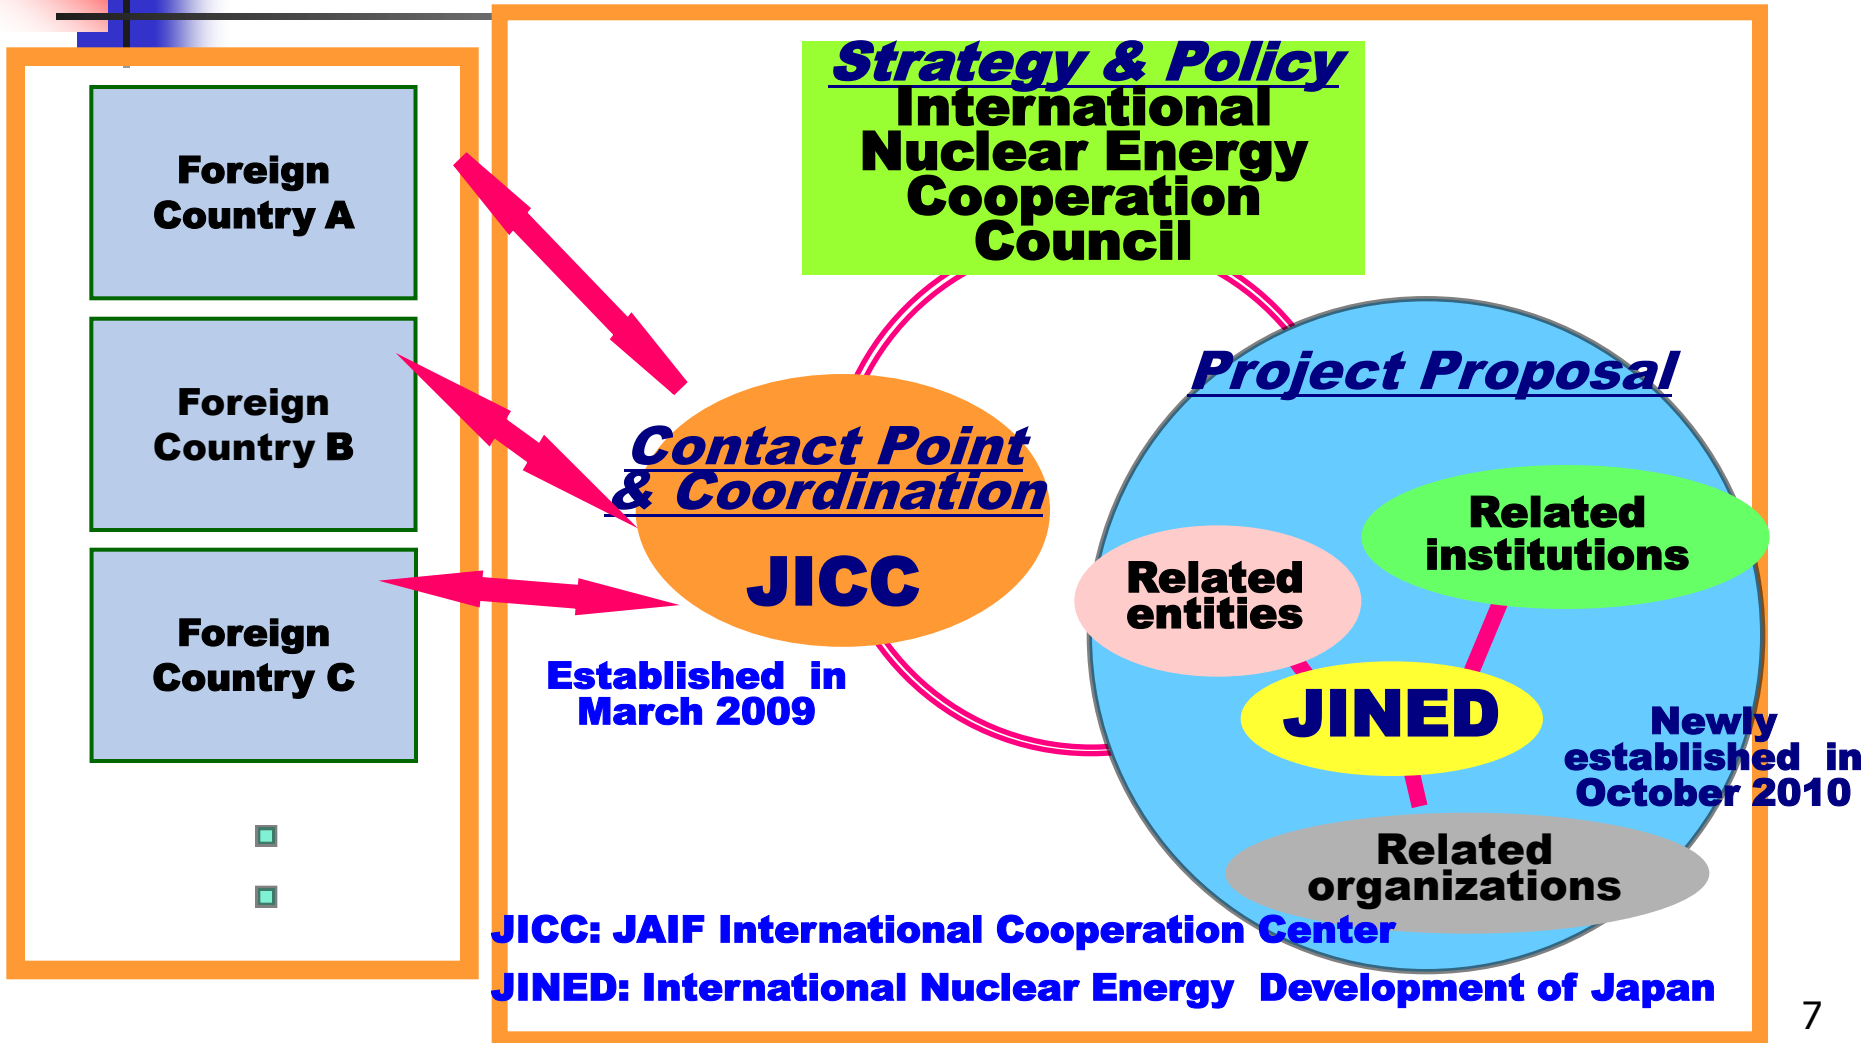 Foreign
Country A
Foreign
Country B
Foreign
Country C
Strategy & Policy
International
Nuclear Energy
Cooperation
Council
Contact Point
& Coordination
JICC
Established in
March 2009
Project Proposal
Related
institutions
Related
entities
JINED
Newly
established in
October 2010
Related
organizations
JICC: JAIF International Cooperation Center
JINED: International Nuclear Energy Development of Japan
7